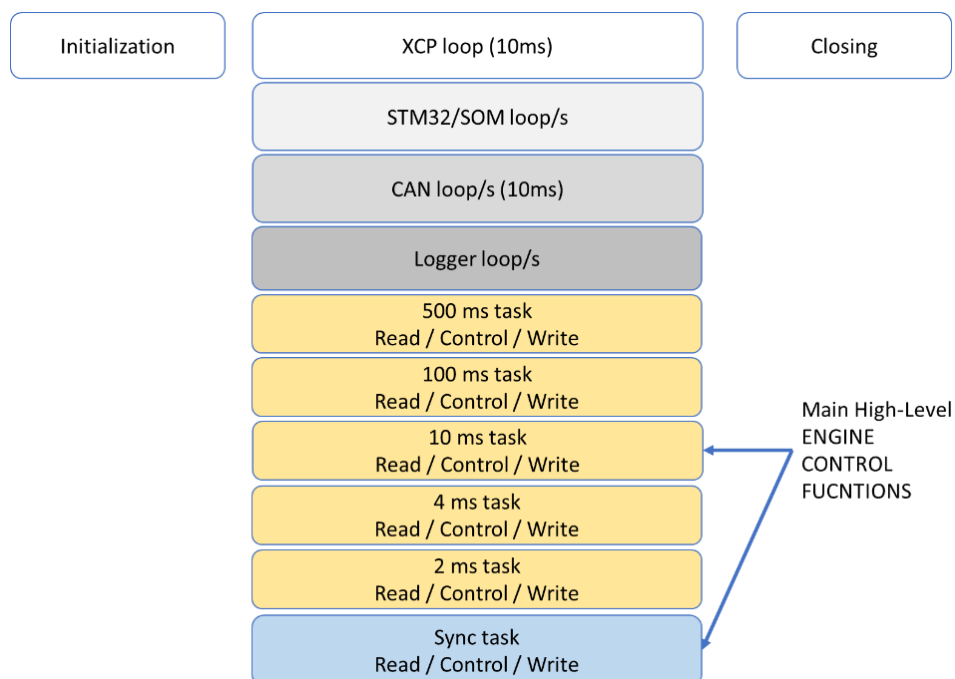 Initialization
XCP loop (10ms)
Closing
STM32/SOM loop/s
CAN loop/s (10ms)
Logger loop/s
500 ms task
Read / Control / Write
100 ms task
Read / Control / Write
10 ms task
Read / Control / Write
4 ms task
Read / Control / Write
2 ms task
Read / Control / Write
Sync task
Read / Control / Write
Main High-Level
ENGINE
CONTROL
FUCNTIONS